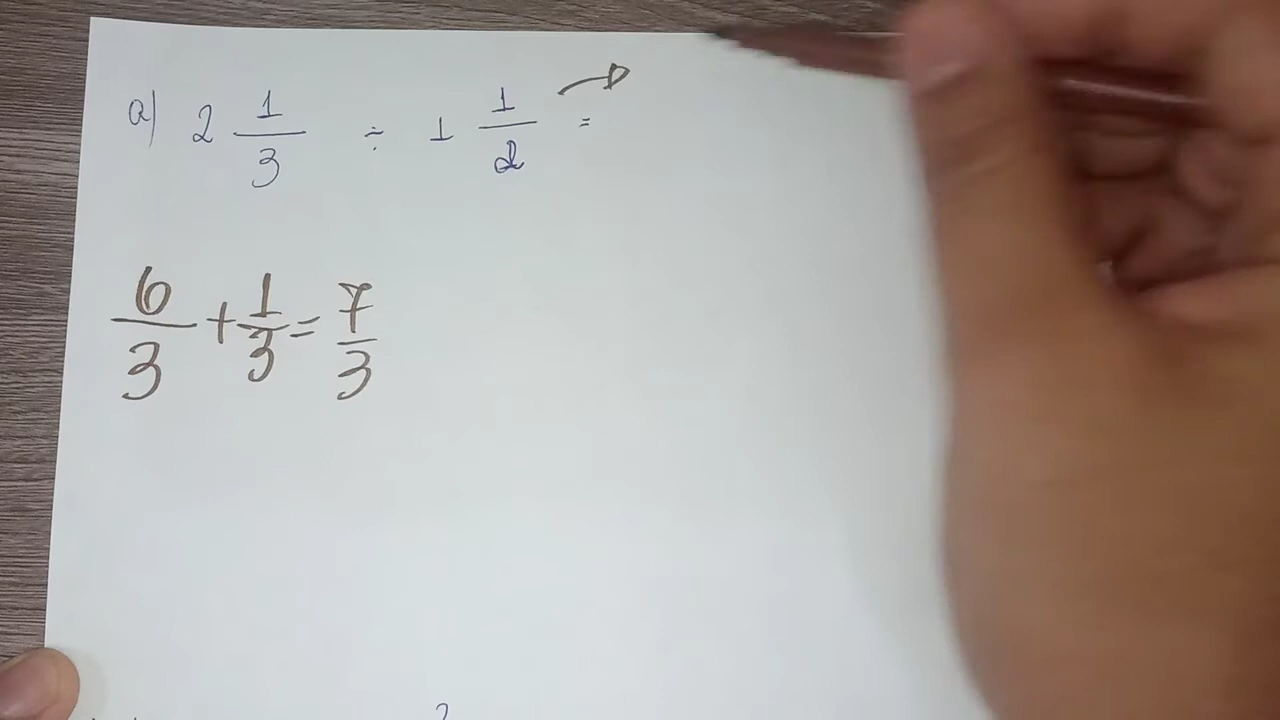 a) 2 1/3 ÷ 1 1/2 =
6/3 + 1/3 = 7/3